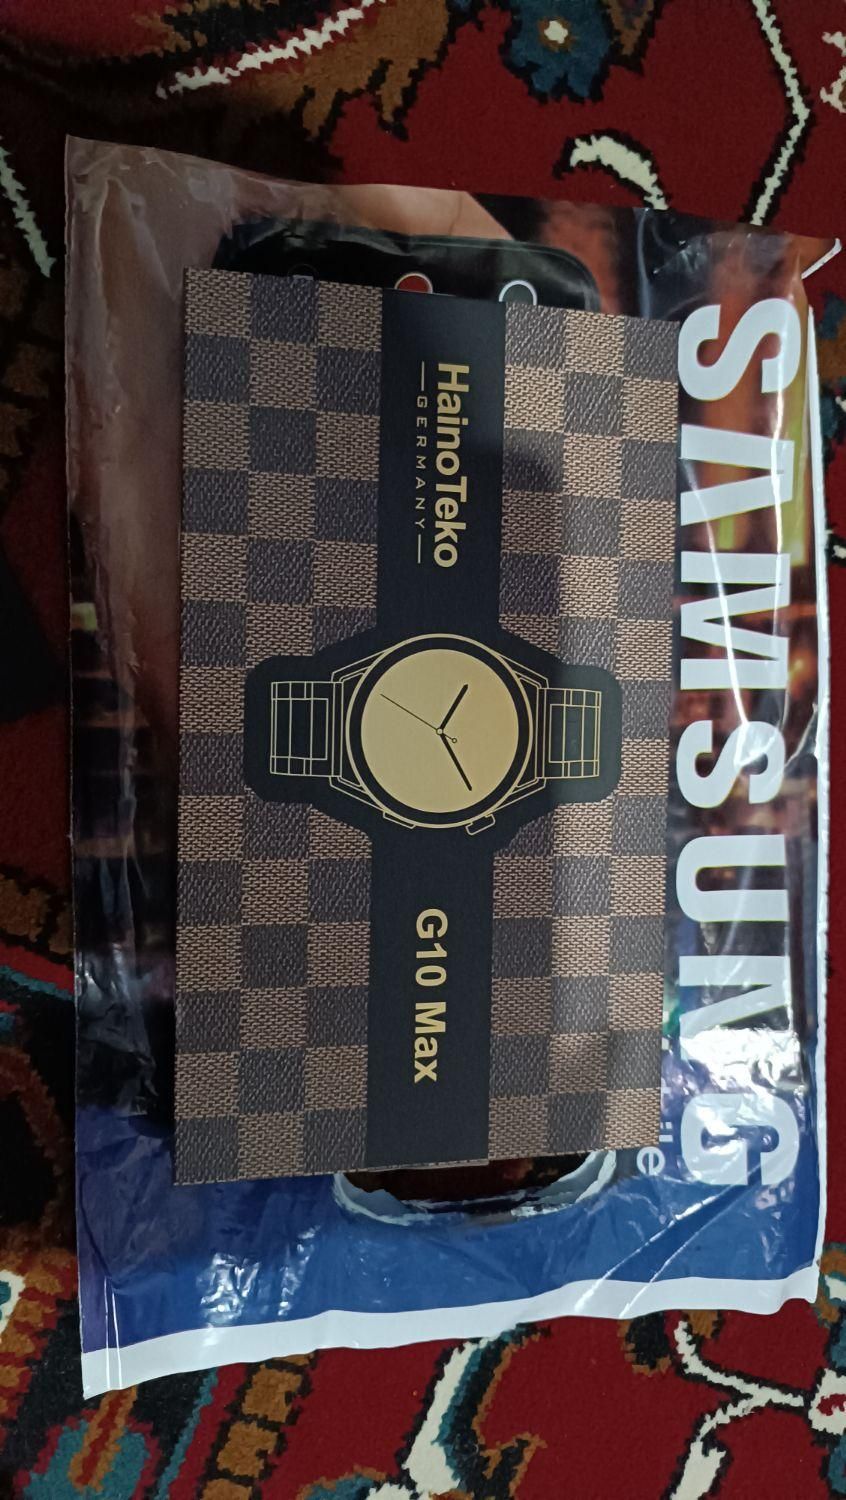 SAMSUNG
HainoTeko
GERMANY
G10 Max